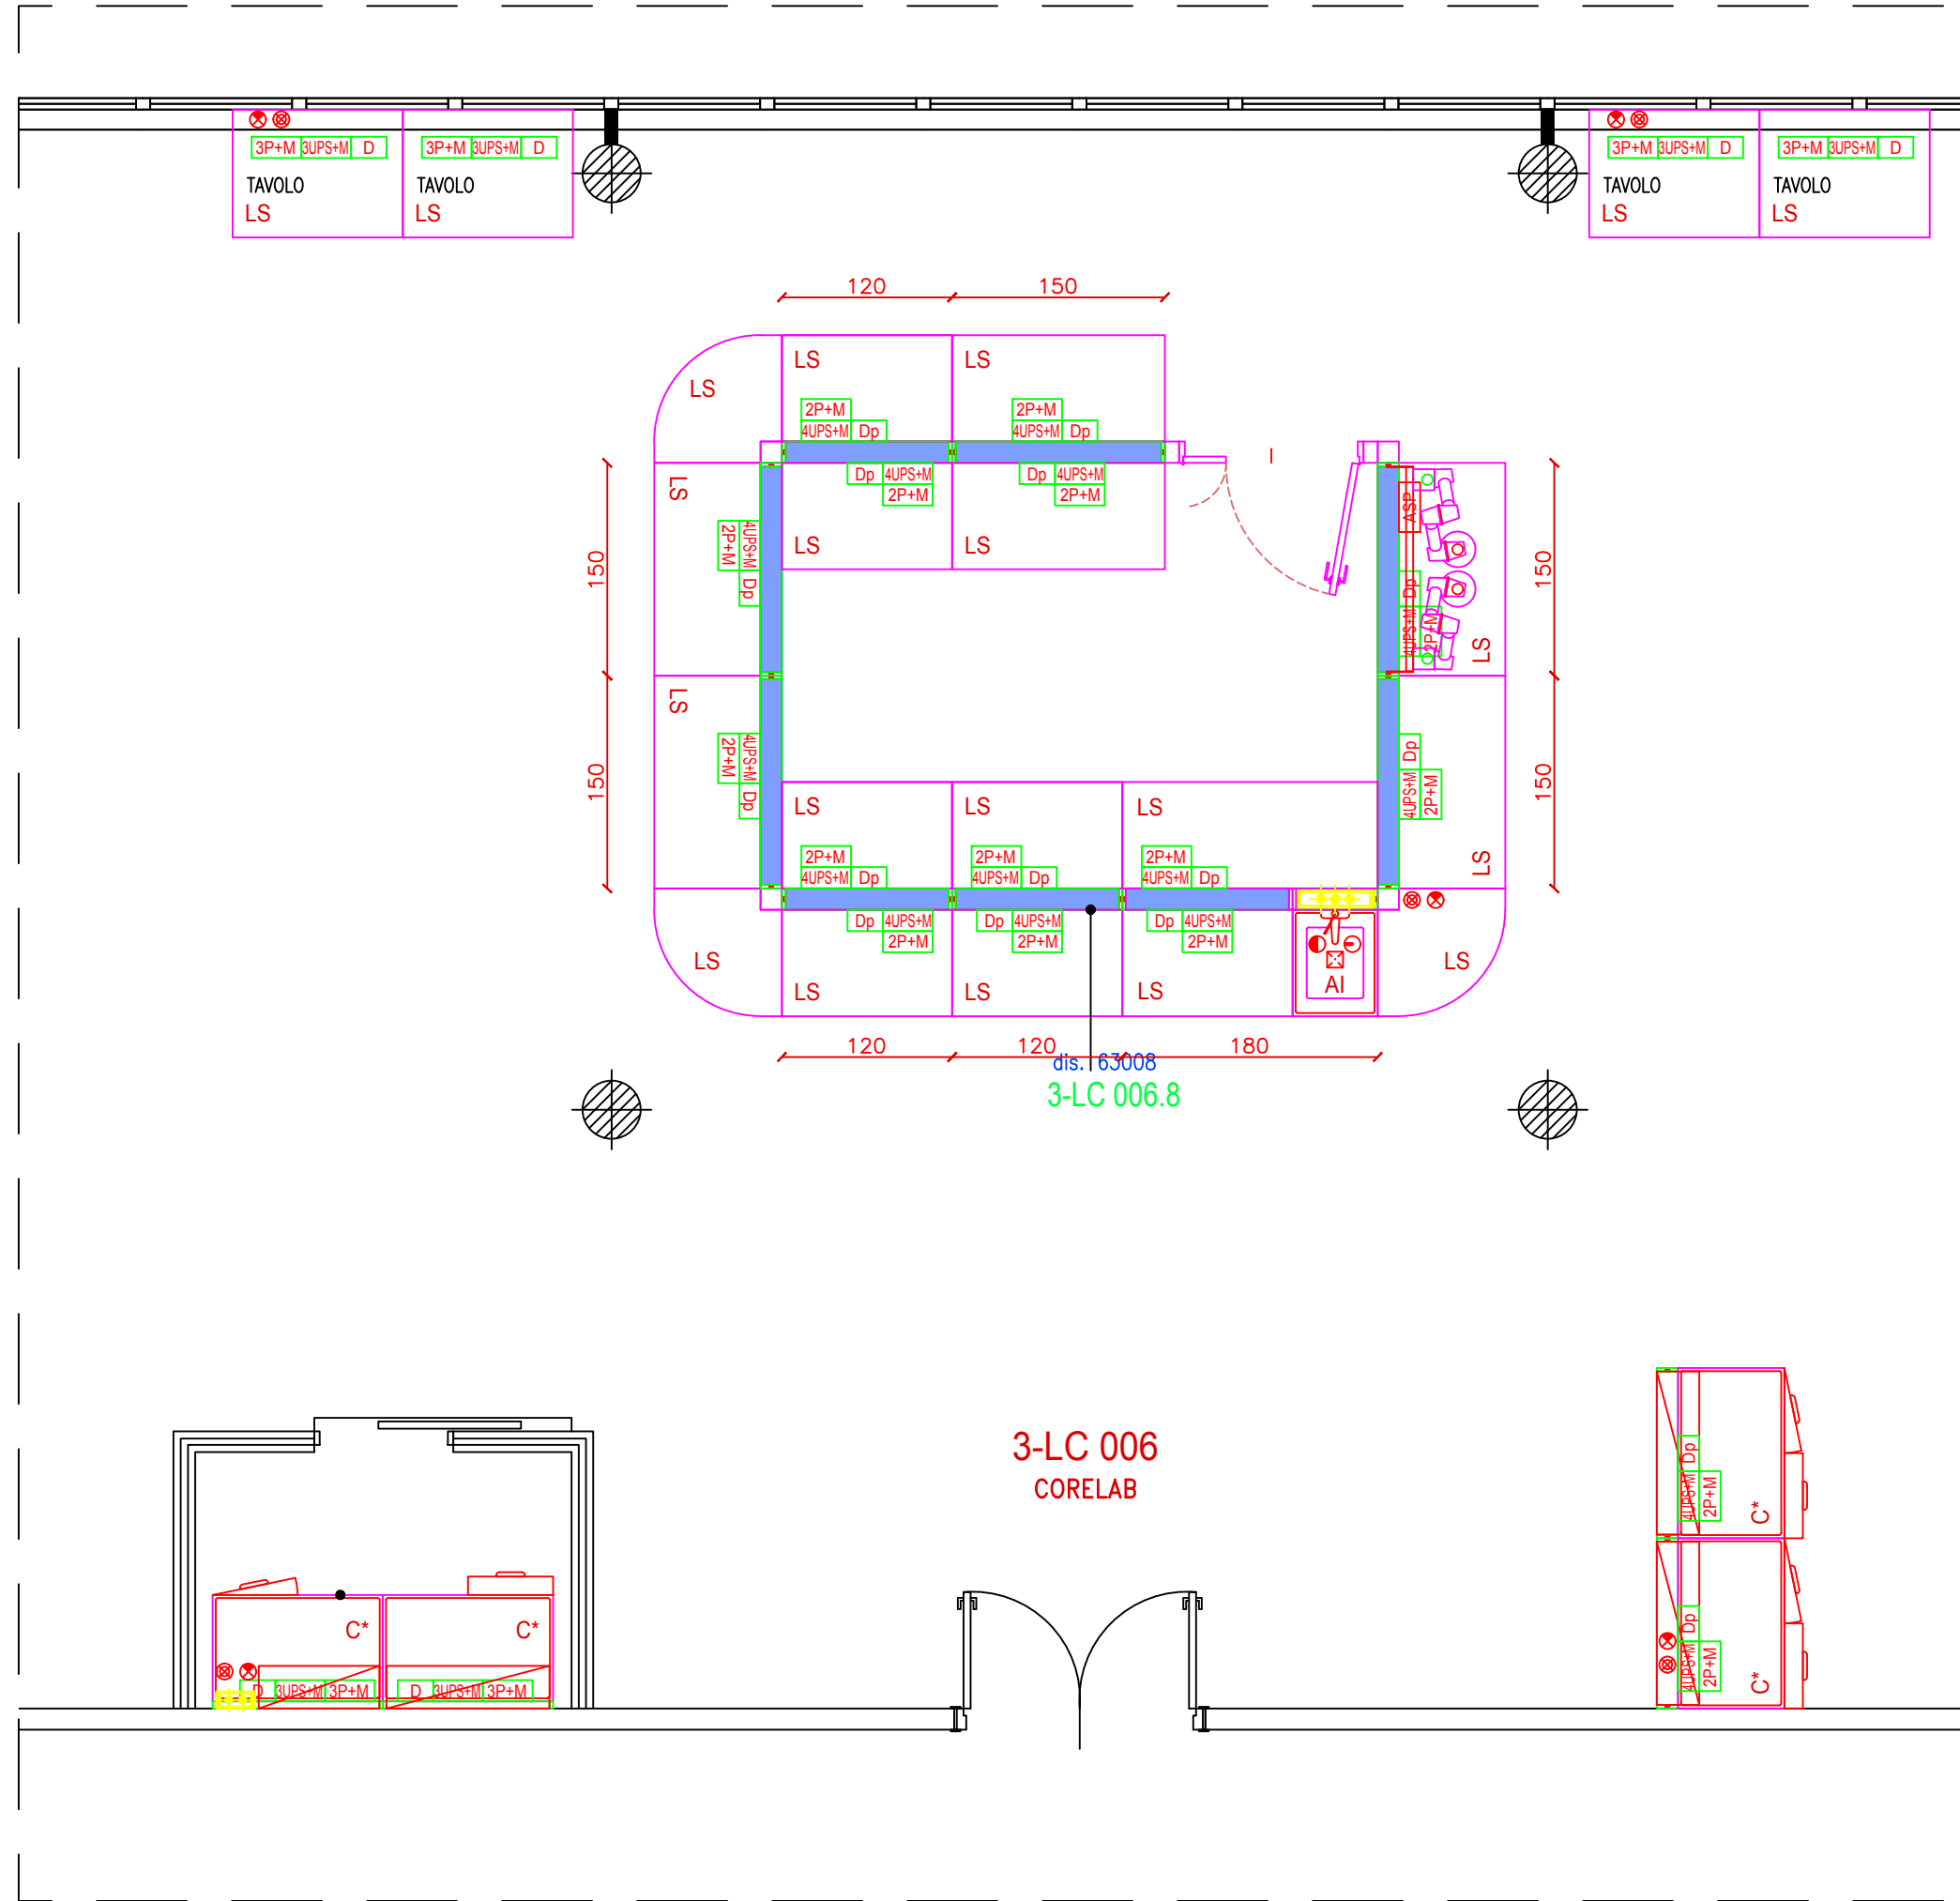 3P+M 3UPS+M D 3P+M 3UPS+M D
TAVOLO TAVOLO
LS LS
3P+M 3UPS+M D 3P+M 3UPS+M D
TAVOLO TAVOLO
LS LS
120 150
LS LS
LS
2P+M 2P+M
4UPS+M Dp 4UPS+M Dp
I
Dp 4UPS+M Dp 4UPS+M
2P+M 2P+M
LS LS
150
LS
4UPS+M Dp
2P+M
150
LS
4UPS+M Dp
2P+M
ASP
Dp
4UPS+M
2P+M
LS
150
Dp
4UPS+M
2P+M
LS
150
LS LS LS
2P+M 2P+M 2P+M
4UPS+M Dp 4UPS+M Dp 4UPS+M Dp
Dp 4UPS+M Dp 4UPS+M Dp 4UPS+M
2P+M 2P+M 2P+M
LS LS
LS LS LS AI
120 120 180
dis. 63008
3-LC 006.8
3-LC 006
CORELAB
Dp
4UPS+M
2P+M
C*
Dp
4UPS+M
2P+M
C*
C* C*
D 3UPS+M 3P+M D 3UPS+M 3P+M